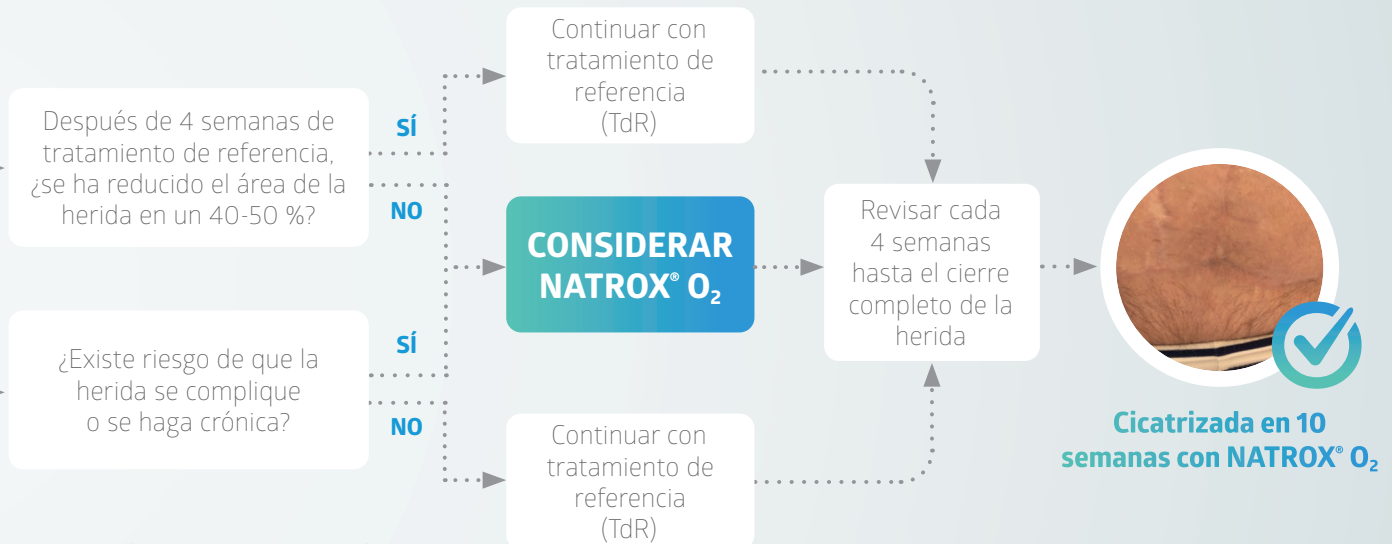 Después de 4 semanas de
tratamiento de referencia,
¿se ha reducido el área de la
herida en un 40-50 %?
SÍ
NO
Continuar con
tratamiento de
referencia
(TdR)
CONSIDERAR
NATROX® O₂
¿Existe riesgo de que la
herida se complique
o se haga crónica?
SÍ
NO
Continuar con
tratamiento de
referencia
(TdR)
Revisar cada
4 semanas
hasta el cierre
completo de la
herida
Cicatrizada en 10
semanas con NATROX® O₂